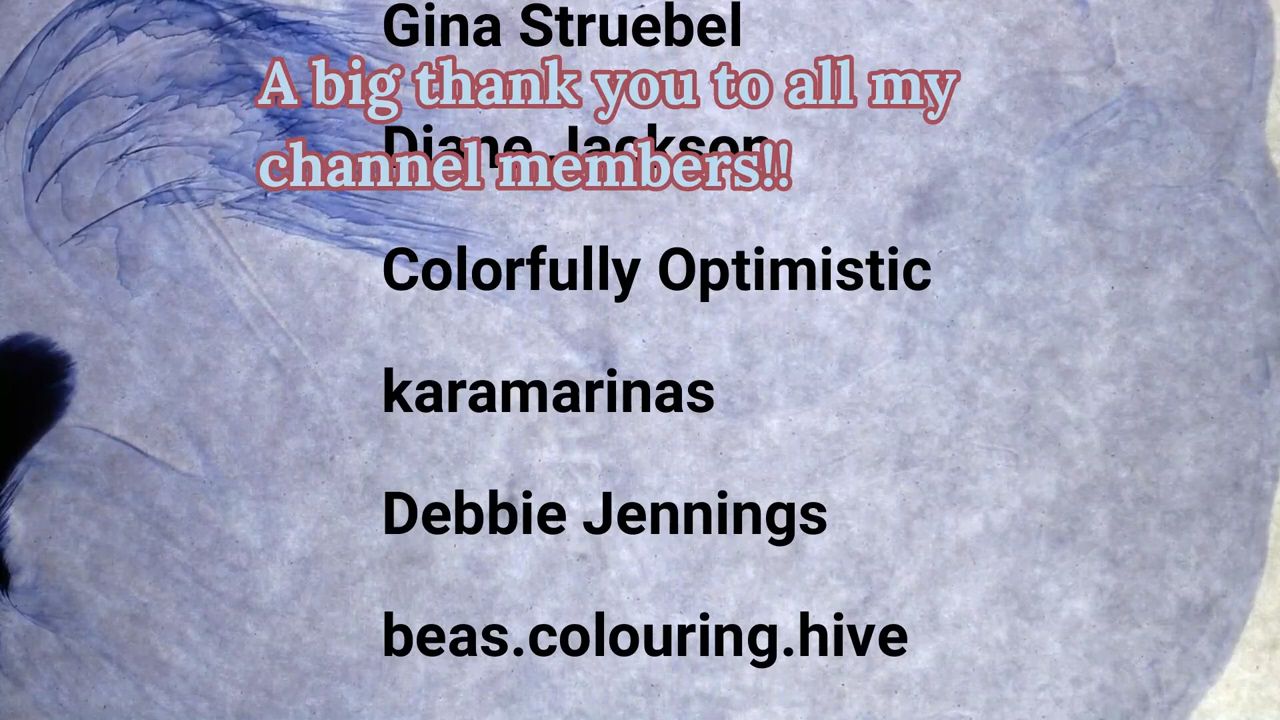 Gina Struebel
A big thank you to all my
Diane Jackson
channel members!!
Colorfully Optimistic
karamarinas
Debbie Jennings
beas.colouring.hive